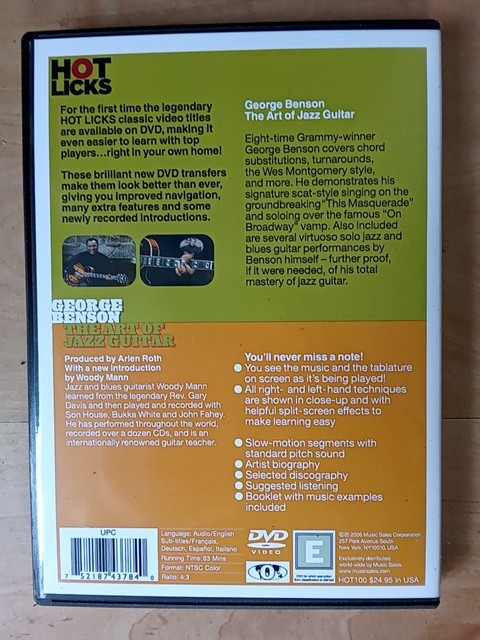 HOT
LICKS
For the first time the legendary
HOT LICKS classic video titles
are available on DVD, making it
even easier to learn with top
players...right in your own home!
These brilliant new DVD transfers
make them look better than ever,
giving you improved navigation,
many extra features and some
newly recorded introductions.
George Benson
The Art of Jazz Guitar
Eight-time Grammy-winner
George Benson covers chord
substitutions, turnarounds,
the Wes Montgomery style,
and more. He demonstrates his
signature scat-style singing on the
groundbreaking "This Masquerade"
and soloing over the famous "On
Broadway" vamp. Also included
are several virtuoso solo jazz and
blues guitar performances by
Benson himself – further proof,
if it were needed, of his total
mastery of jazz guitar.
GEORGE
BENSON
THE ART OF
JAZZ GUITAR
Produced by Arlen Roth
With a new introduction
by Woody Mann
Jazz and blues guitarist Woody Mann
learned from the legendary Rev. Gary
Davis and then played and recorded with
Son House, Bukka White and John Fahey.
He has performed throughout the world,
recorded over a dozen CDs, and is an
internationally renowned guitar teacher.
You'll never miss a note!
You see the music and the tablature
on screen as it's being played!
All right- and left-hand techniques
are shown in close-up and with
helpful split-screen effects to
make learning easy
Slow-motion segments with
standard pitch sound
Artist biography
Selected discography
Suggested listening
Booklet with music examples
included
UPC
7 52187 43784 0
Language: Audio/English
Sub-titles/Français,
Deutsch, Español, Italiano
Running Time: 63 Mins
Format: NTSC Color
Ratio: 4:3
DVD
VIDEO
E
DVD for which exemption
from classification is claimed
© ℗ 2006 Music Sales Corporation
257 Park Avenue South
New York, NY10010, USA
Exclusively distributed
world-wide by Music Sales.
www.musicsales.com
HOT100 $24.95 in USA